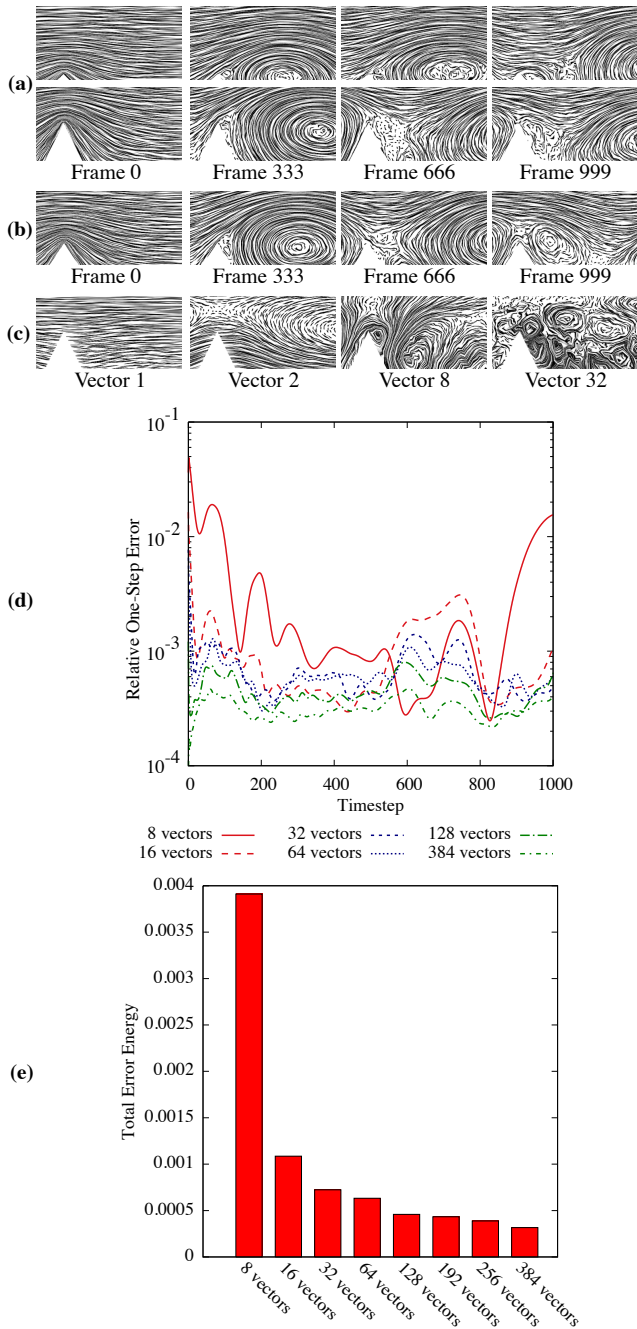 (a)
Frame 0 Frame 333 Frame 666 Frame 999
(b)
Frame 0 Frame 333 Frame 666 Frame 999
(c)
Vector 1 Vector 2 Vector 8 Vector 32
(d)
Relative One-Step Error
10-1
10-2
10-3
10-4
0 200 400 600 800 1000
Timestep
8 vectors 32 vectors 128 vectors
16 vectors 64 vectors 384 vectors
(e)
Total Error Energy
0.004
0.0035
0.003
0.0025
0.002
0.0015
0.001
0.0005
0
8 vectors
16 vectors
32 vectors
64 vectors
128 vectors
192 vectors
256 vectors
384 vectors